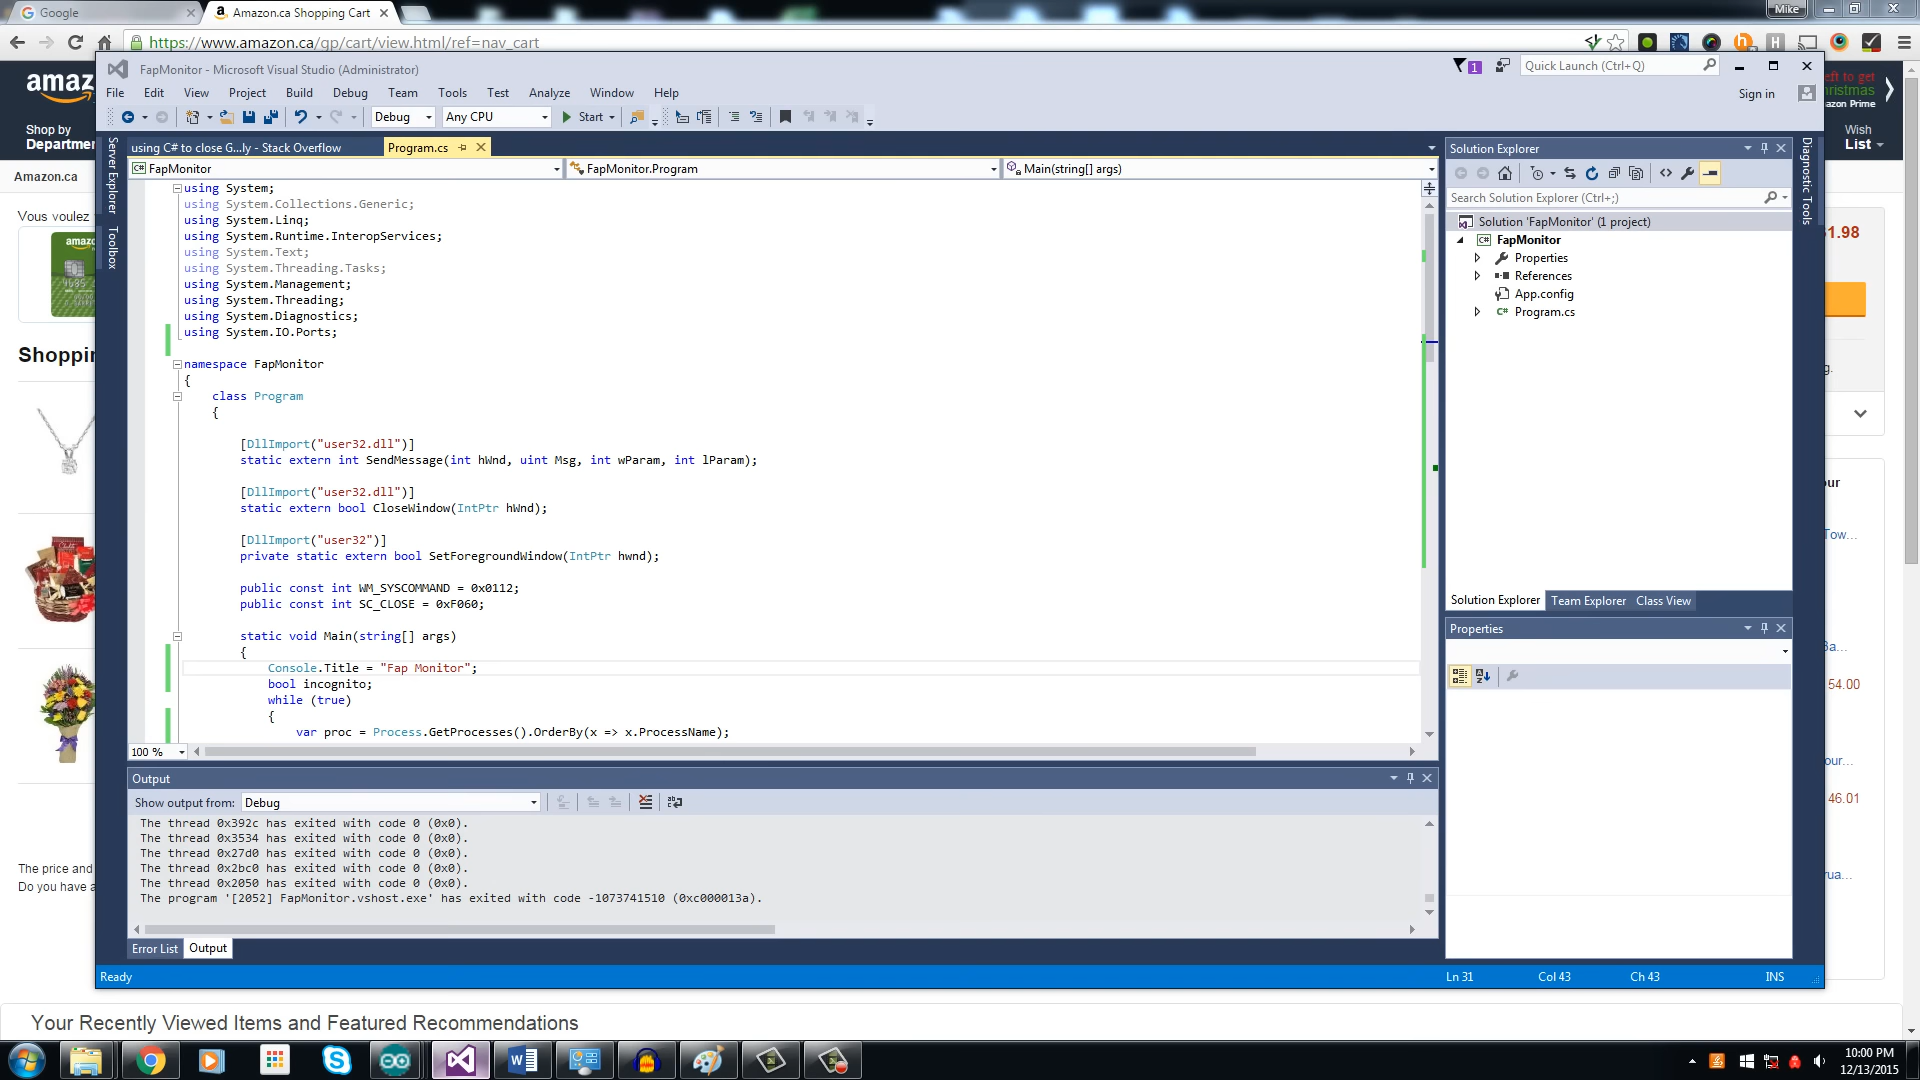 Google
Amazon.ca Shopping Cart
Mike
https://www.amazon.ca/gp/cart/view.html/ref=nav_cart
FapMonitor - Microsoft Visual Studio (Administrator)
1
Quick Launch (Ctrl+Q)
File Edit View Project Build Debug Team Tools Test Analyze Window Help
Sign in
Debug
Any CPU
Start
using C# to close G...ly - Stack Overflow
Program.cs
FapMonitor
FapMonitor.Program
Main(string[] args)
Server Explorer
Toolbox
using System;
using System.Collections.Generic;
using System.Linq;
using System.Runtime.InteropServices;
using System.Text;
using System.Threading.Tasks;
using System.Management;
using System.Threading;
using System.Diagnostics;
using System.IO.Ports;
namespace FapMonitor
{
class Program
{
[DllImport("user32.dll")]
static extern int SendMessage(int hWnd, uint Msg, int wParam, int lParam);
[DllImport("user32.dll")]
static extern bool CloseWindow(IntPtr hWnd);
[DllImport("user32")]
private static extern bool SetForegroundWindow(IntPtr hwnd);
public const int WM_SYSCOMMAND = 0x0112;
public const int SC_CLOSE = 0xF060;
static void Main(string[] args)
{
Console.Title = "Fap Monitor";
bool incognito;
while (true)
{
var proc = Process.GetProcesses().OrderBy(x => x.ProcessName);
100 %
Output
Show output from: Debug
The thread 0x392c has exited with code 0 (0x0).
The thread 0x3534 has exited with code 0 (0x0).
The thread 0x27d0 has exited with code 0 (0x0).
The thread 0x2bc0 has exited with code 0 (0x0).
The thread 0x2050 has exited with code 0 (0x0).
The program '[2052] FapMonitor.vshost.exe' has exited with code -1073741510 (0xc000013a).
Error List Output
Ready
Ln 31 Col 43 Ch 43 INS
Solution Explorer
Search Solution Explorer (Ctrl+;)
Solution 'FapMonitor' (1 project)
FapMonitor
Properties
References
App.config
Program.cs
Solution Explorer Team Explorer Class View
Properties
Diagnostic Tools
amaz
Shop by
Departmen
Amazon.ca
Vous voulez
amazo
Shoppin
The price and
Do you have a
eft to get
hristmas
azon Prime
Wish
List
31.98
g.
our
Tow...
3a...
54.00
our...
46.01
rua...
Your Recently Viewed Items and Featured Recommendations
10:00 PM
12/13/2015